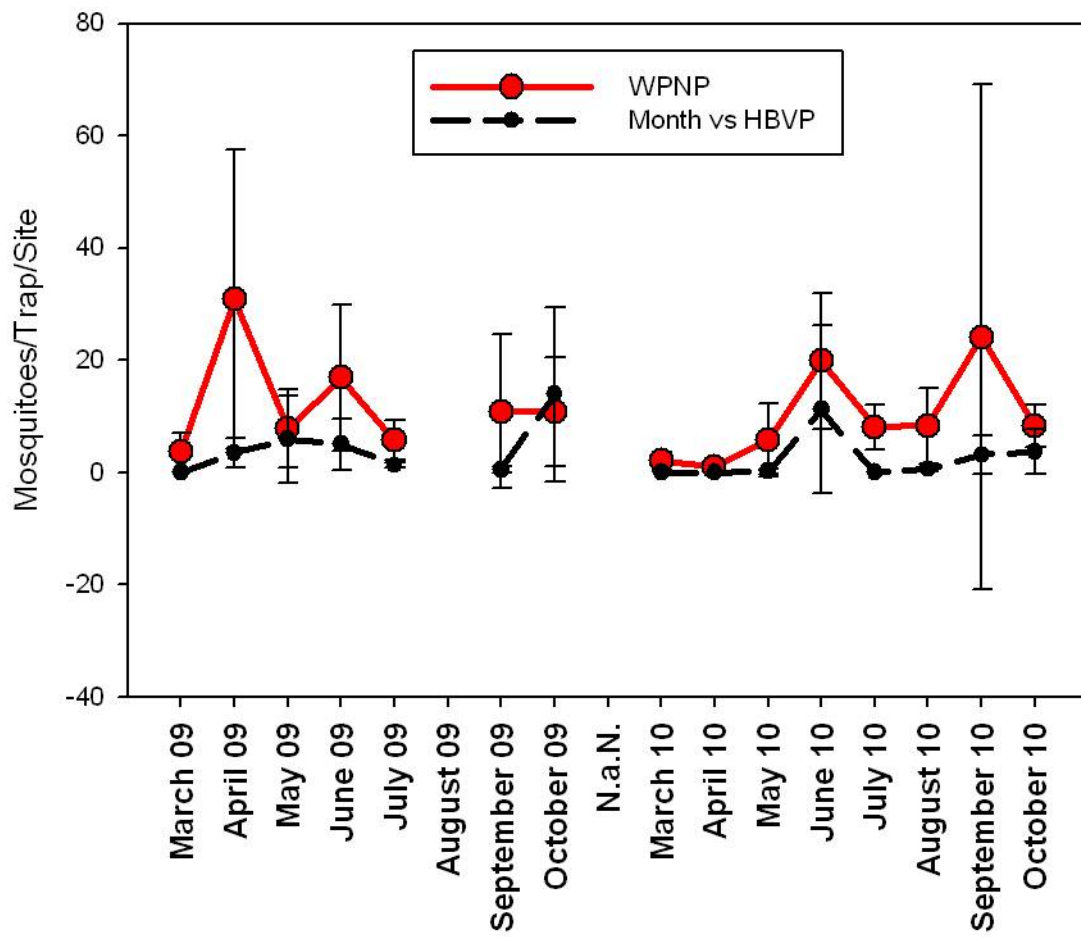 80
60
40
20
0
-20
-40
Mosquitoes/Trap/Site
WPNP
Month vs HBVP
March 09
April 09
May 09
June 09
July 09
August 09
September 09
October 09
N.a.N.
March 10
April 10
May 10
June 10
July 10
August 10
September 10
October 10